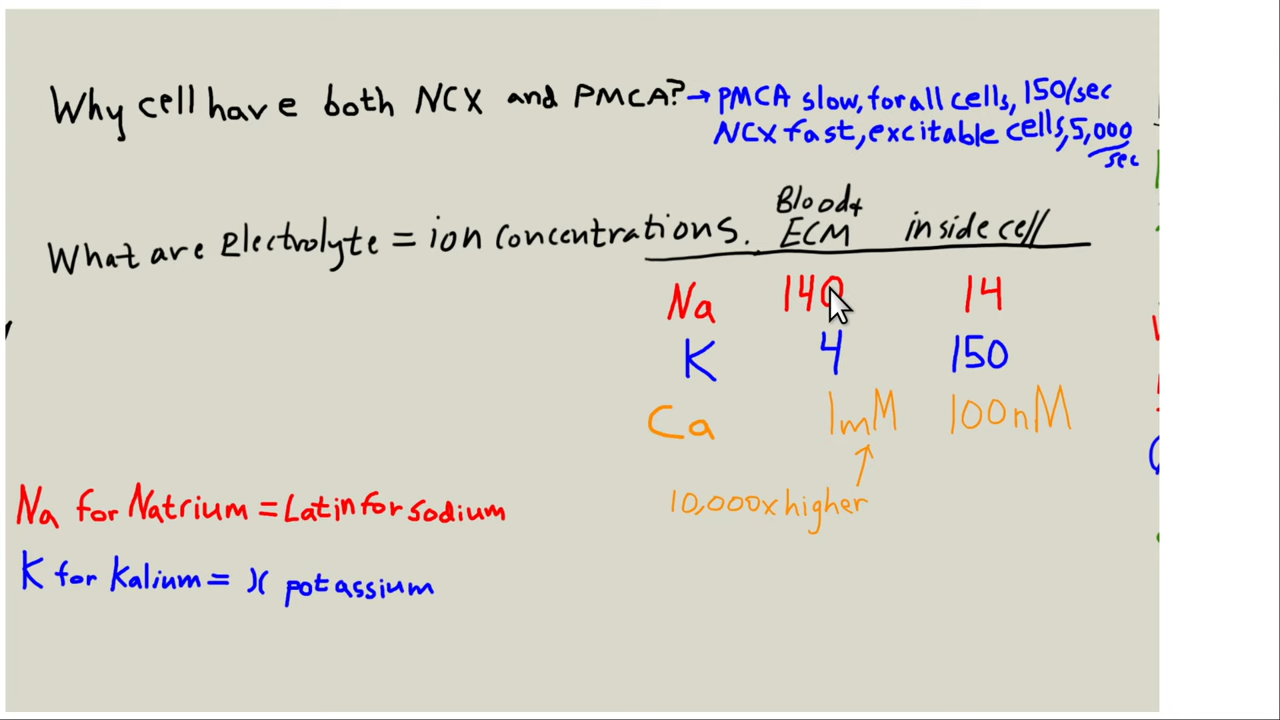 Why cell have both NCX and PMCA? → PMCA slow, for all cells, 150/sec
NCX fast, excitable cells, 5,000
sec
Blood+
What are Electrolyte = ion concentrations. ECM inside cell
Na 140 14
K 4 150
Ca 1mM 100nM
10,000x higher
Na for Natrium = Latin for sodium
K for Kalium = x potassium